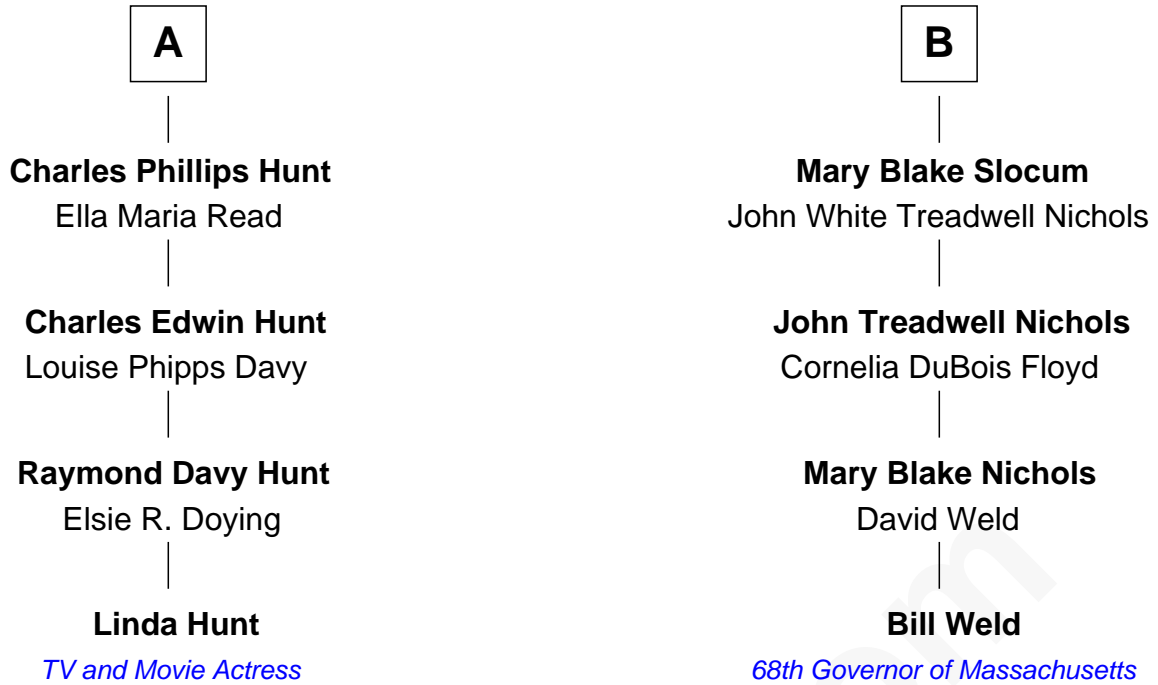 A
B
Charles Phillips Hunt
Ella Maria Read
Mary Blake Slocum
John White Treadwell Nichols
Charles Edwin Hunt
Louise Phipps Davy
John Treadwell Nichols
Cornelia DuBois Floyd
Raymond Davy Hunt
Elsie R. Doying
Mary Blake Nichols
David Weld
Linda Hunt
TV and Movie Actress
Bill Weld
68th Governor of Massachusetts